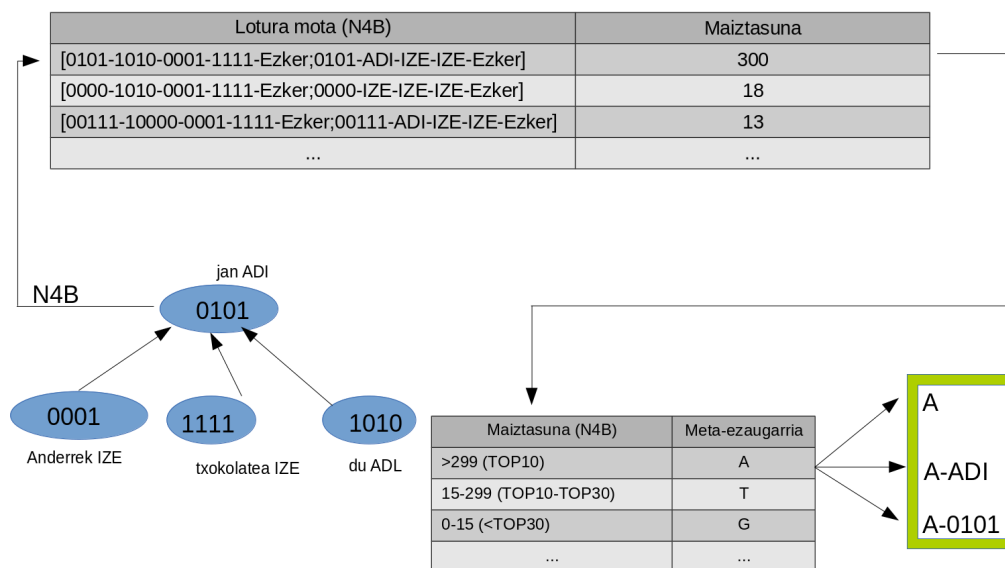 Lotura mota (N4B) Maiztasuna
[0101-1010-0001-1111-Ezker;0101-ADI-IZE-IZE-Ezker] 300
[0000-1010-0001-1111-Ezker;0000-IZE-IZE-IZE-Ezker] 18
[00111-10000-0001-1111-Ezker;00111-ADI-IZE-IZE-Ezker] 13
... ...
jan ADI
N4B
0101
0001
1111
1010
Anderrek IZE
txokolatea IZE
du ADL
Maiztasuna (N4B) Meta-ezaugarria
>299 (TOP10) A
15-299 (TOP10-TOP30) T
0-15 (<TOP30) G
... ...
A
A-ADI
A-0101